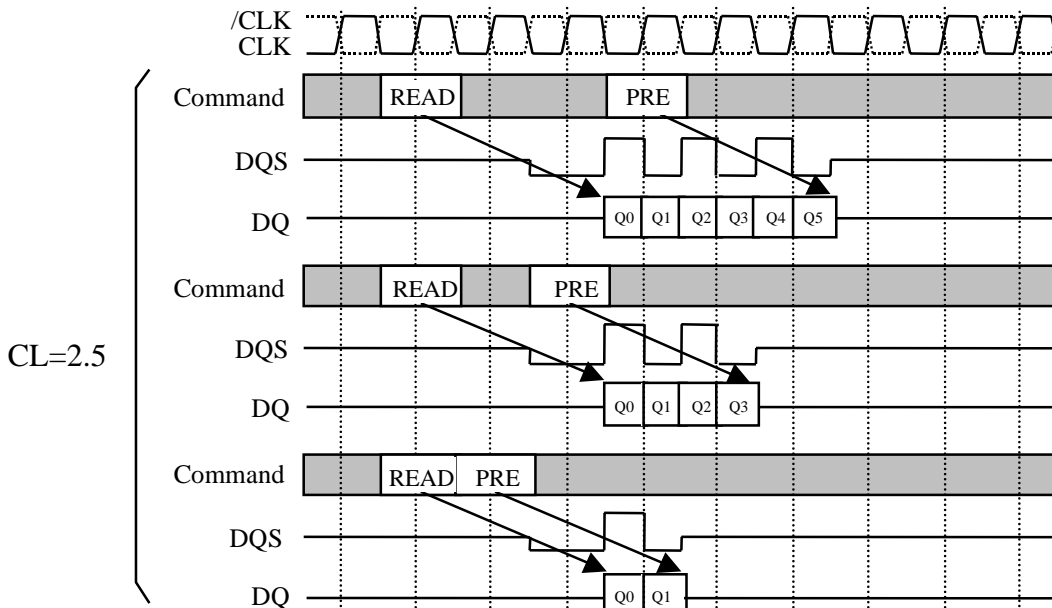 /CLK
CLK
Command READ PRE
DQS
DQ Q0 Q1 Q2 Q3 Q4 Q5
Command READ PRE
CL=2.5
DQS
DQ Q0 Q1 Q2 Q3
Command READ PRE
DQS
DQ Q0 Q1